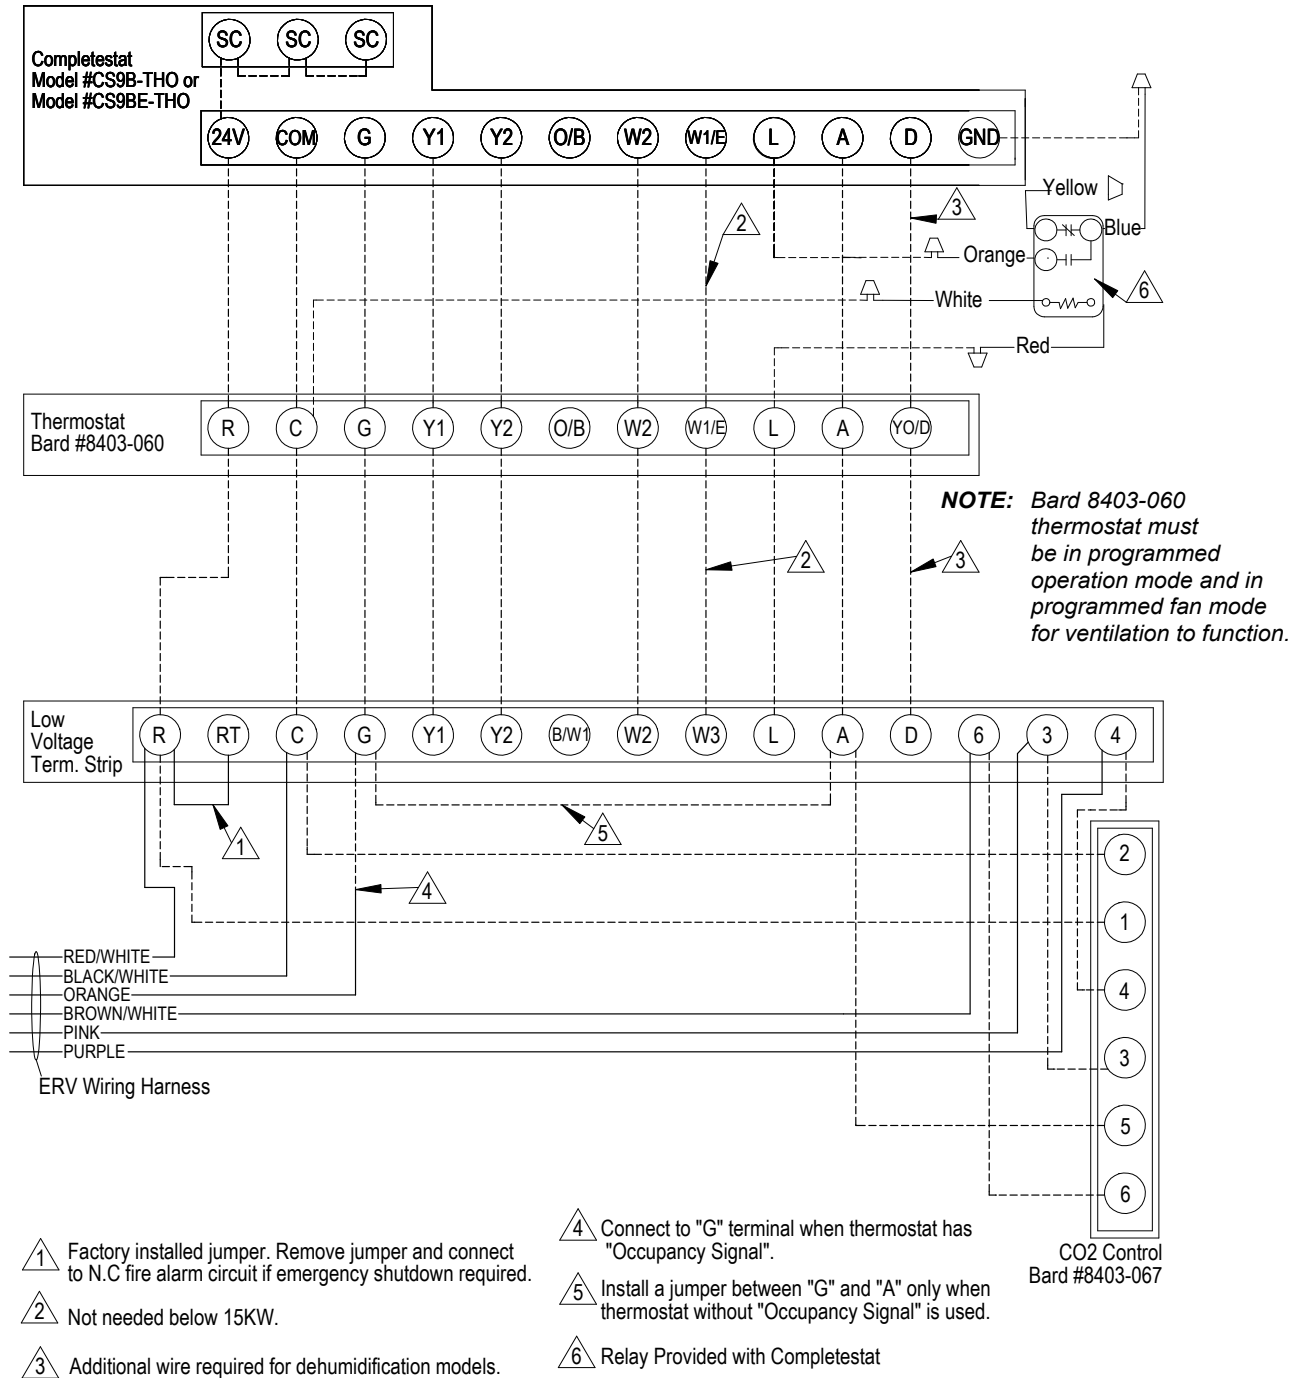 SC SC SC
Completestat
Model #CS9B-THO or
Model #CS9BE-THO
24V COM G Y1 Y2 O/B W2 W1/E L A D GND
Yellow
3
2
Blue
Orange
6
White
Red
Thermostat
Bard #8403-060
R C G Y1 Y2 O/B W2 W1/E L A YO/D
NOTE: Bard 8403-060
thermostat must
be in programmed
operation mode and in
programmed fan mode
for ventilation to function.
2
3
Low
Voltage
Term. Strip
R RT C G Y1 Y2 B/W1 W2 W3 L A D 6 3 4
1
5
4
2
1
4
3
5
6
RED/WHITE
BLACK/WHITE
ORANGE
BROWN/WHITE
PINK
PURPLE
ERV Wiring Harness
CO2 Control
Bard #8403-067
1 Factory installed jumper. Remove jumper and connect
to N.C fire alarm circuit if emergency shutdown required.
2 Not needed below 15KW.
3 Additional wire required for dehumidification models.
4 Connect to "G" terminal when thermostat has
"Occupancy Signal".
5 Install a jumper between "G" and "A" only when
thermostat without "Occupancy Signal" is used.
6 Relay Provided with Completestat